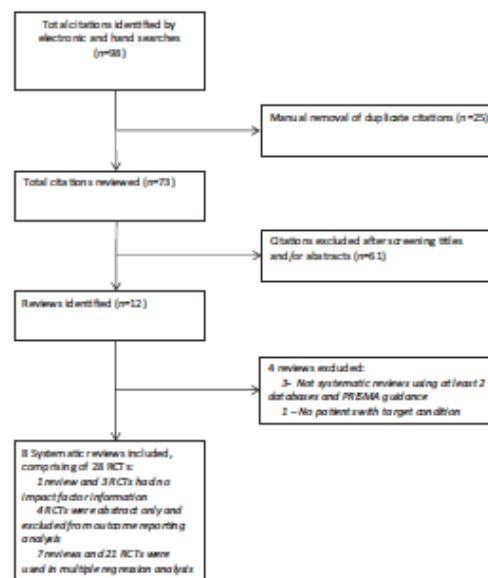 Total citations identified by
electronic and hand searches
(n=98)
Manual removal of duplicate citations (n=25)
Total citations reviewed (n=73)
Citations excluded after screening titles
and/or abstracts (n=61)
Reviews identified (n=12)
4 reviews excluded:
3- Not systematic reviews using at least 2
databases and PRISMA guidance
1 – No patients with target condition
8 Systematic reviews included,
comprising of 28 RCTs:
1 review and 3 RCTs had no
impact factor information
4 RCTs were abstract only and
excluded from outcome reporting
analysis
7 reviews and 21 RCTs were
used in multiple regression analysis